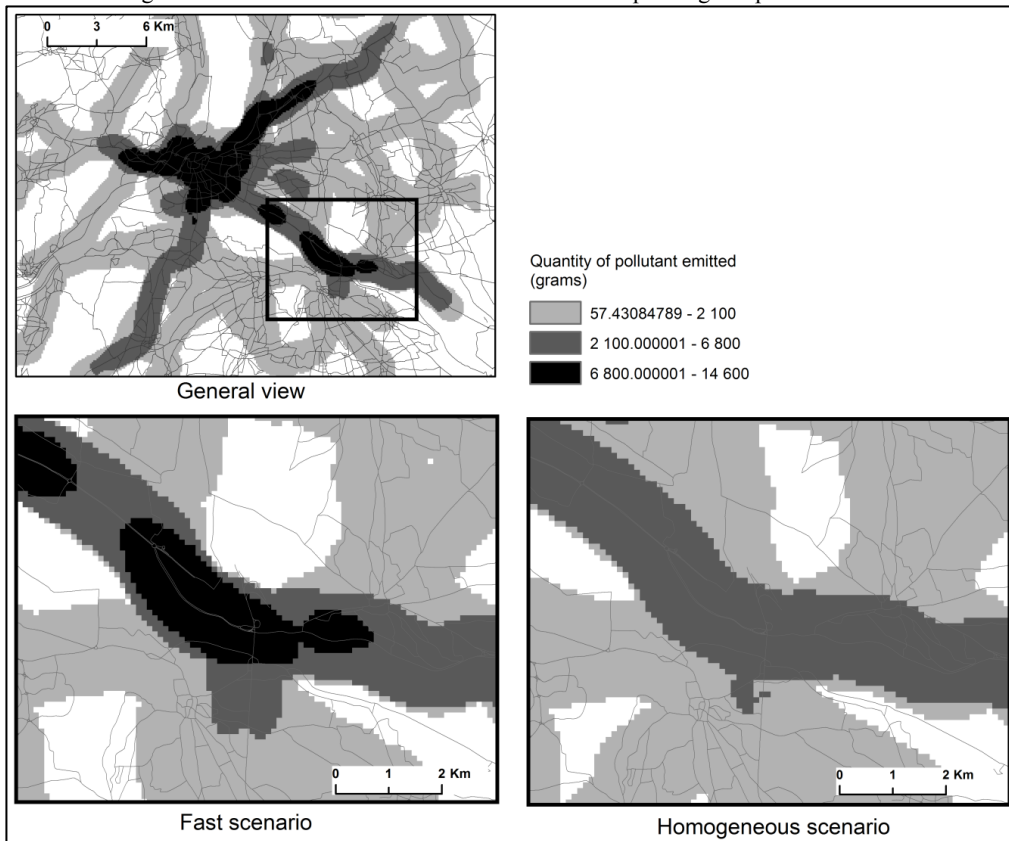 0 3 6 Km
General view
Quantity of pollutant emitted
(grams)
57.43084789 - 2 100
2 100.000001 - 6 800
6 800.000001 - 14 600
0 1 2 Km
Fast scenario
0 1 2 Km
Homogeneous scenario